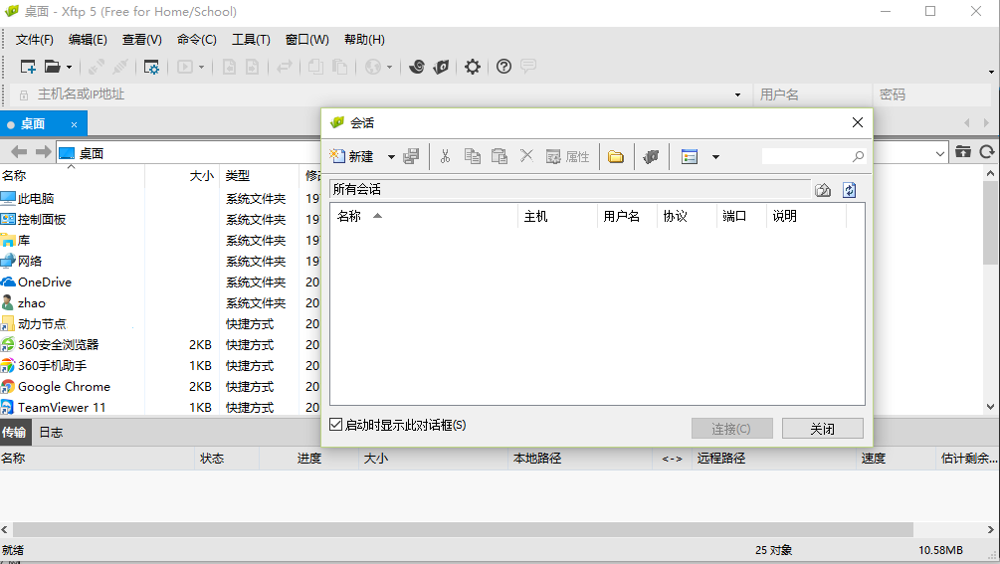 桌面 - Xftp 5 (Free for Home/School)
文件(F) 编辑(E) 查看(V) 命令(C) 工具(T) 窗口(W) 帮助(H)
主机名或IP地址 用户名 密码
桌面
桌面
名称 大小 类型
此电脑 系统文件夹 19
控制面板 系统文件夹 19
库 系统文件夹 19
网络 系统文件夹 19
OneDrive 系统文件夹 20
zhao 系统文件夹 20
动力节点 快捷方式 20
360安全浏览器 2KB 快捷方式 20
360手机助手 1KB 快捷方式 20
Google Chrome 2KB 快捷方式 20
TeamViewer 11 1KB 快捷方式 20
会话
新建 属性
所有会话
名称 主机 用户名 协议 端口 说明
启动时显示此对话框(S)
连接(C) 关闭
传输 日志
名称 状态 进度 大小 本地路径 <-> 远程路径 速度 估计剩余...
就绪 25 对象 10.58MB